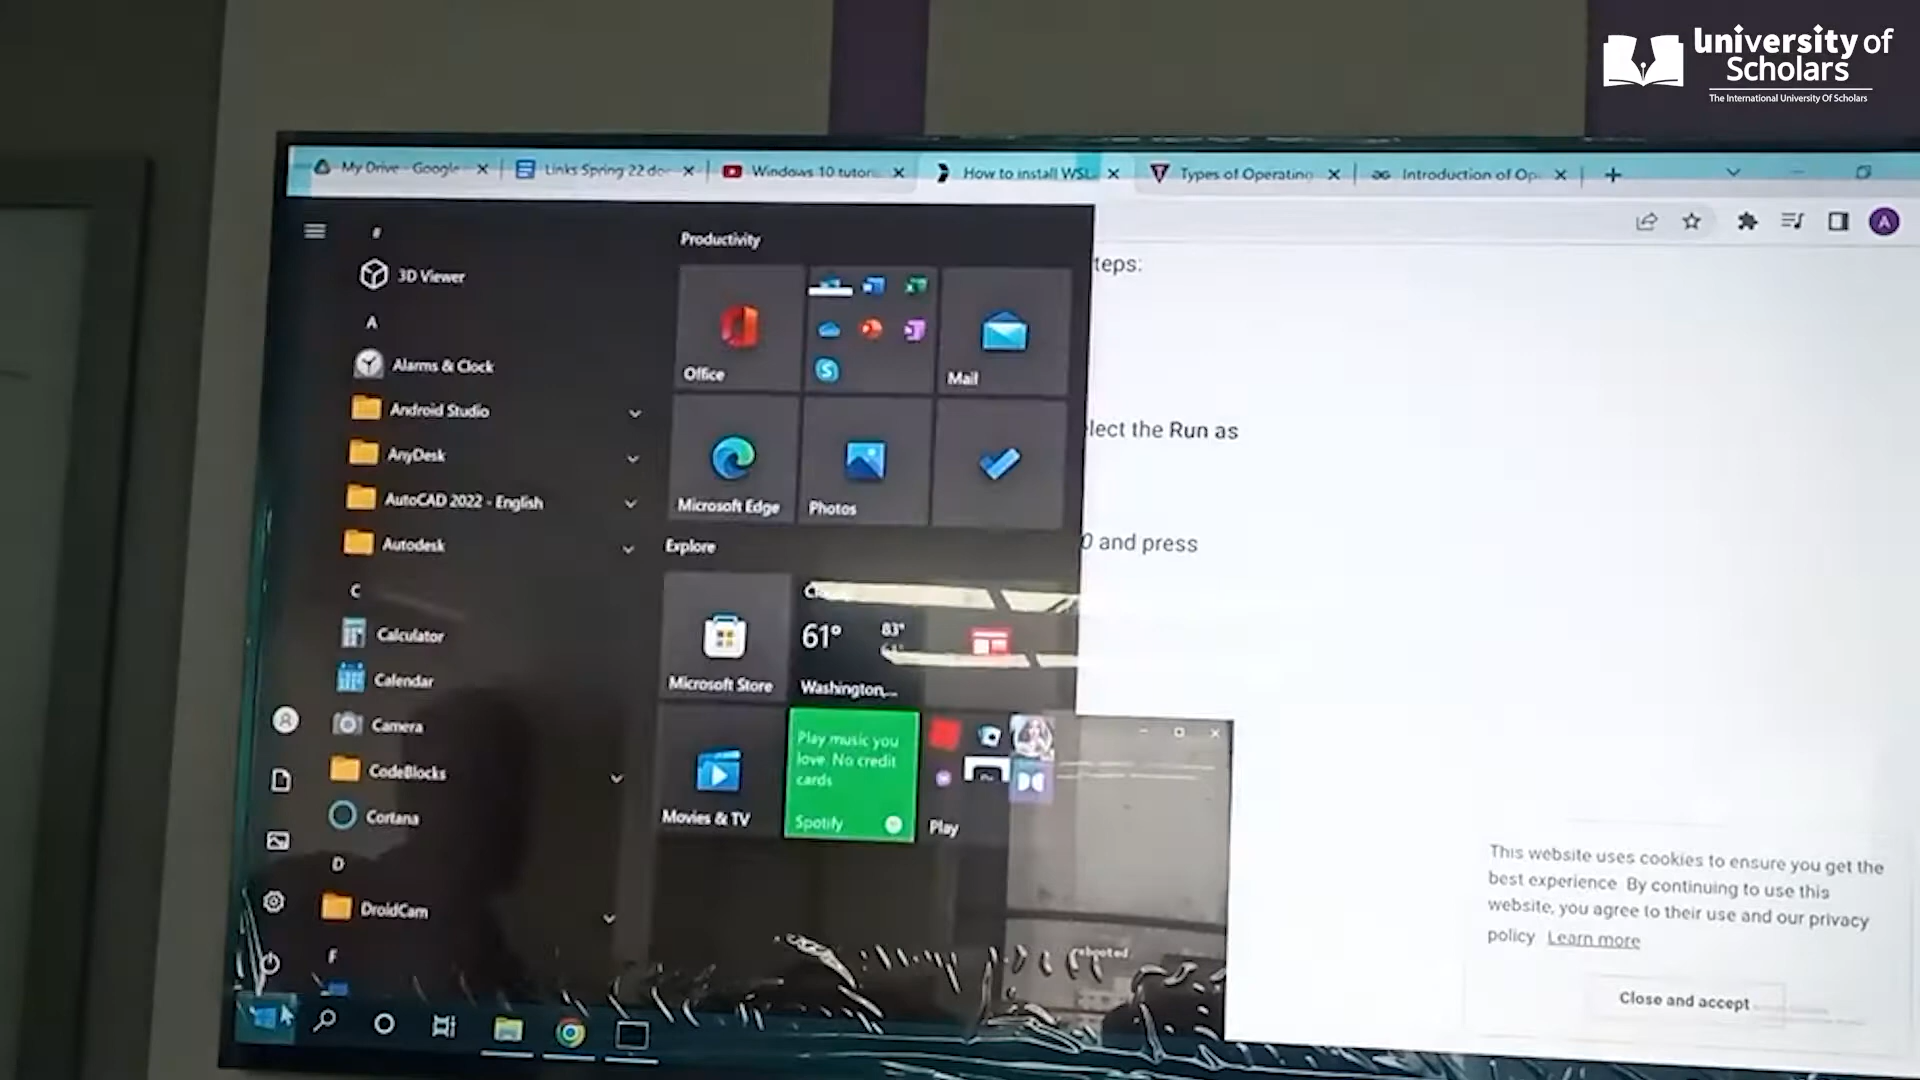 University of
Scholars
The International University Of Scholars
My Drive - Google
Links Spring 22 do
Windows 10 tutor
How to install WSL
Types of Operating
Introduction of Op
A
#
3D Viewer
A
Alarms & Clock
Android Studio
AnyDesk
AutoCAD 2022 - English
Autodesk
C
Calculator
Calendar
Camera
CodeBlocks
Cortana
D
DroidCam
F
Productivity
Office
Mail
Microsoft Edge
Photos
Explore
Microsoft Store
61°
83°
Washington,...
Movies & TV
Play music you
love. No credit
cards
Spotify
Play
teps:
lect the Run as
0 and press
rebooted.
This website uses cookies to ensure you get the
best experience. By continuing to use this
website, you agree to their use and our privacy
policy Learn more
Close and accept